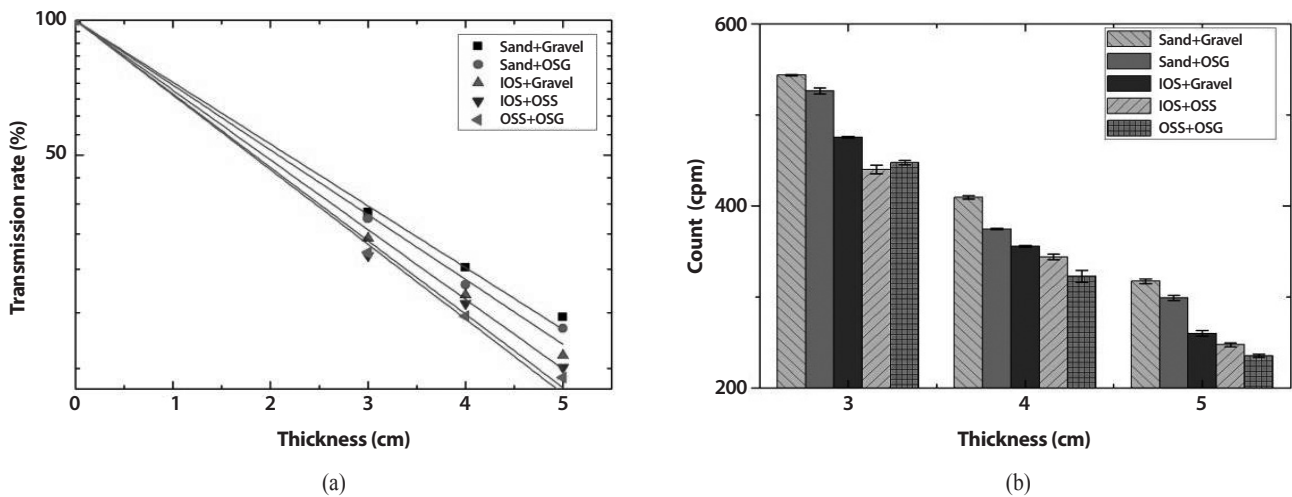 100
50
Transmission rate (%)
Sand+Gravel
Sand+OSG
IOS+Gravel
IOS+OSS
OSS+OSG
0 1 2 3 4 5
Thickness (cm)
(a)
600
400
200
Count (cpm)
Sand+Gravel
Sand+OSG
IOS+Gravel
IOS+OSS
OSS+OSG
3 4 5
Thickness (cm)
(b)